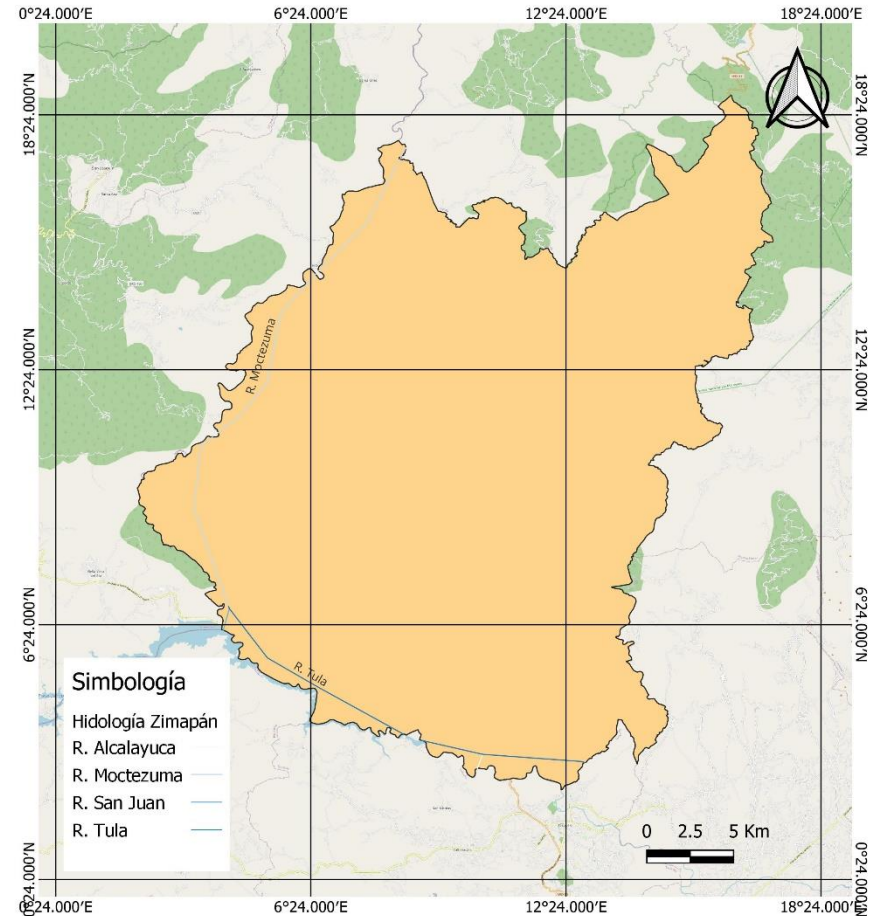 0°24.000′E 6°24.000′E 12°24.000′E 18°24.000′E
18°24.000′N 18°24.000′N
R. Moctezuma
12°24.000′N 12°24.000′N
6°24.000′N 6°24.000′N
R. Tula
Simbología
Hidología Zimapán
R. Alcalayuca
R. Moctezuma
R. San Juan
R. Tula
0 2.5 5 Km
0°24.000′N 0°24.000′N
0°24.000′E 6°24.000′E 12°24.000′E 18°24.000′E